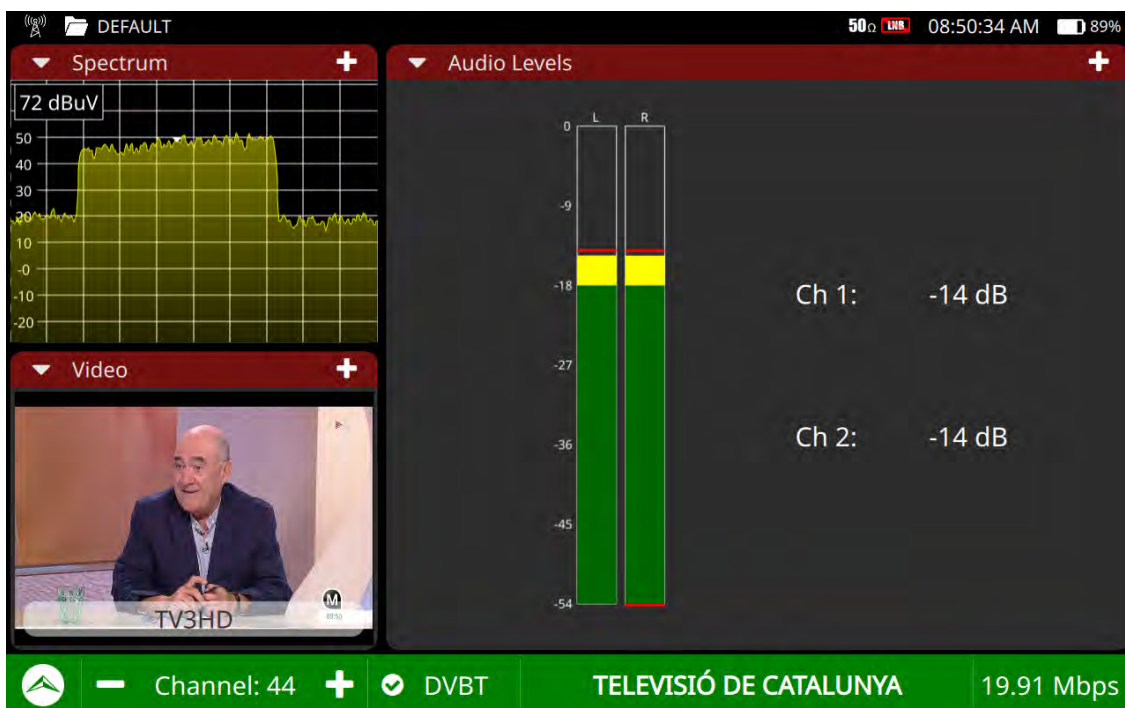 DEFAULT
50Ω LNB 08:50:34 AM 89%
Spectrum
72 dBuV
50
40
30
20
10
-0
-10
-20
Video
M
TV3HD
Audio Levels
L R
0
-9
-18
-27
-36
-45
-54
Ch 1: -14 dB
Ch 2: -14 dB
Channel: 44
DVBT
TELEVISIÓ DE CATALUNYA
19.91 Mbps